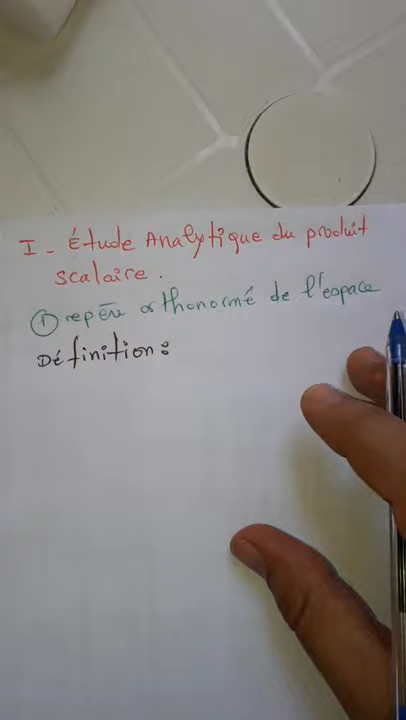 I - Étude Analytique du produit
scalaire.
① repère orthonormé de l'espace
Définition :